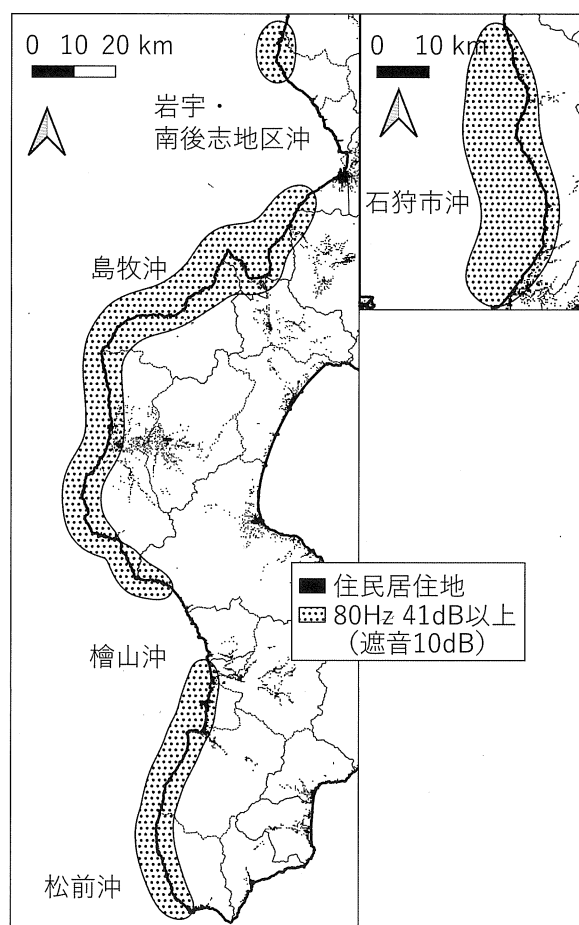 0 10 20 km
岩宇・
南後志地区沖
島牧沖
檜山沖
松前沖
0 10 km
石狩市沖
住民居住地
80Hz 41dB以上
（遮音10dB）